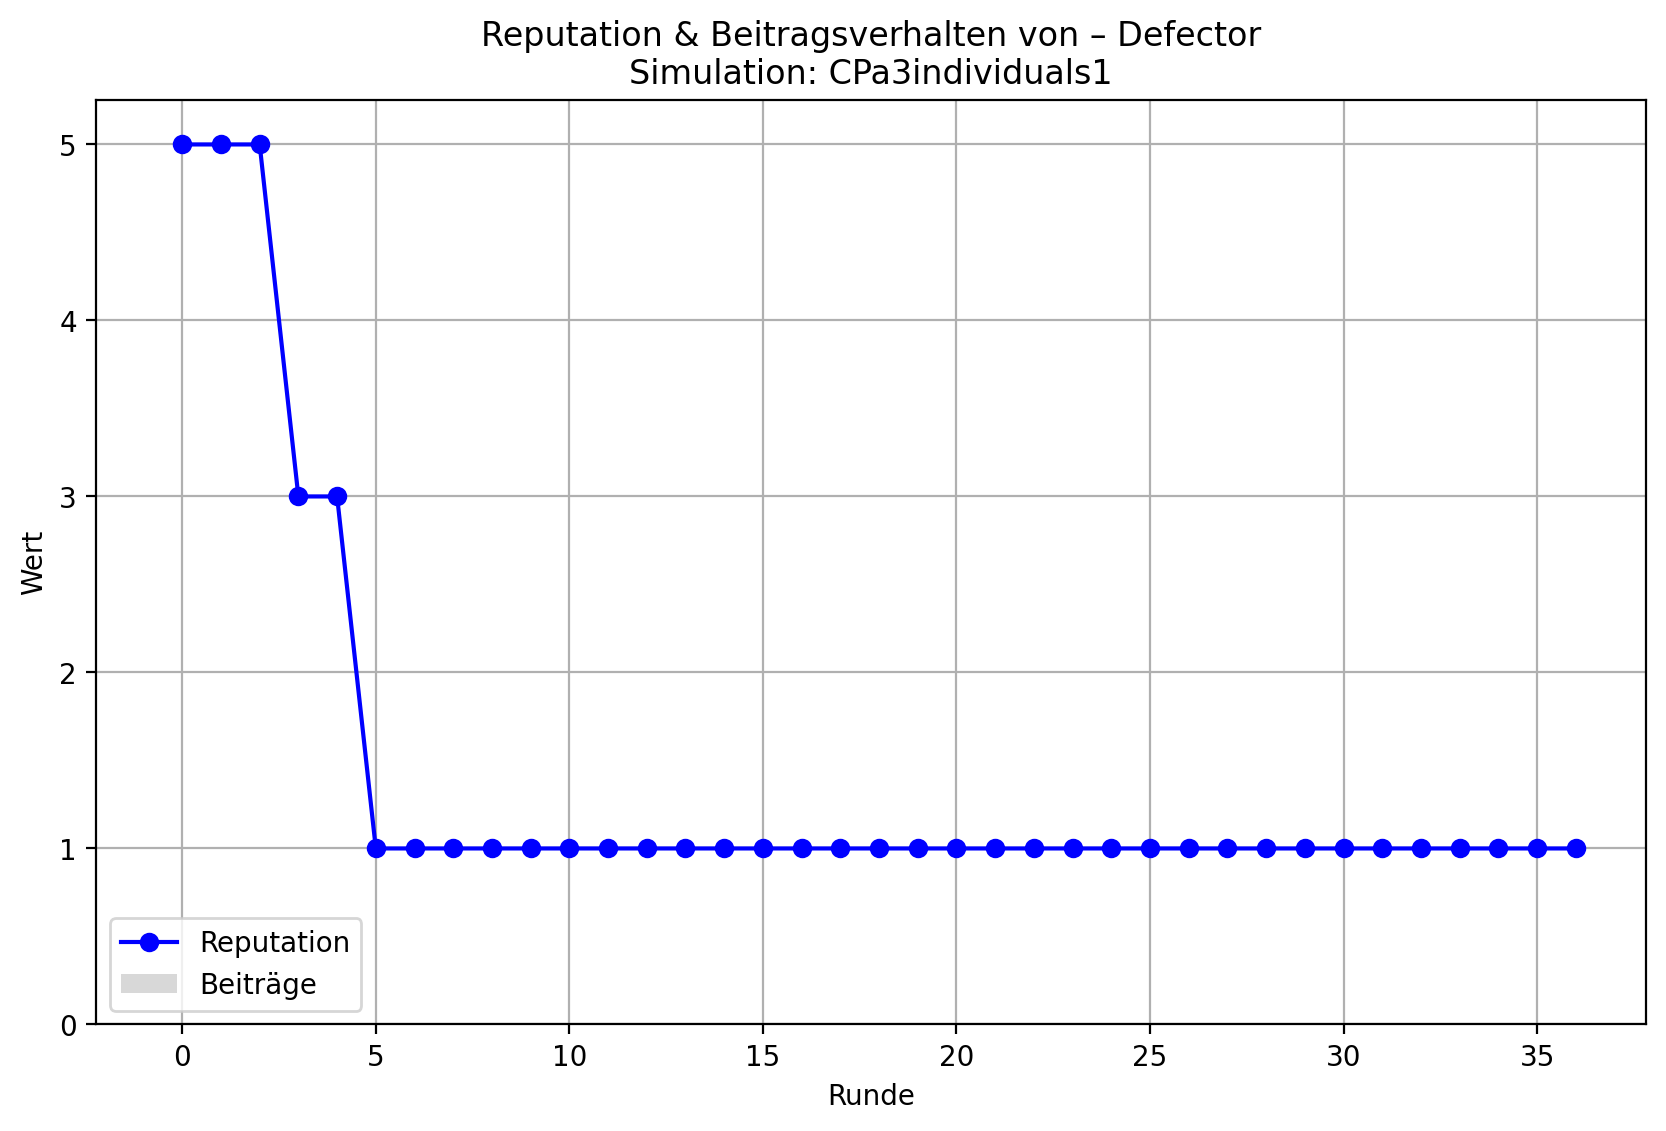 Reputation & Beitragsverhalten von – Defector
Simulation: CPa3individuals1
Wert
5
4
3
2
1
0
Reputation
Beiträge
0 5 10 15 20 25 30 35
Runde